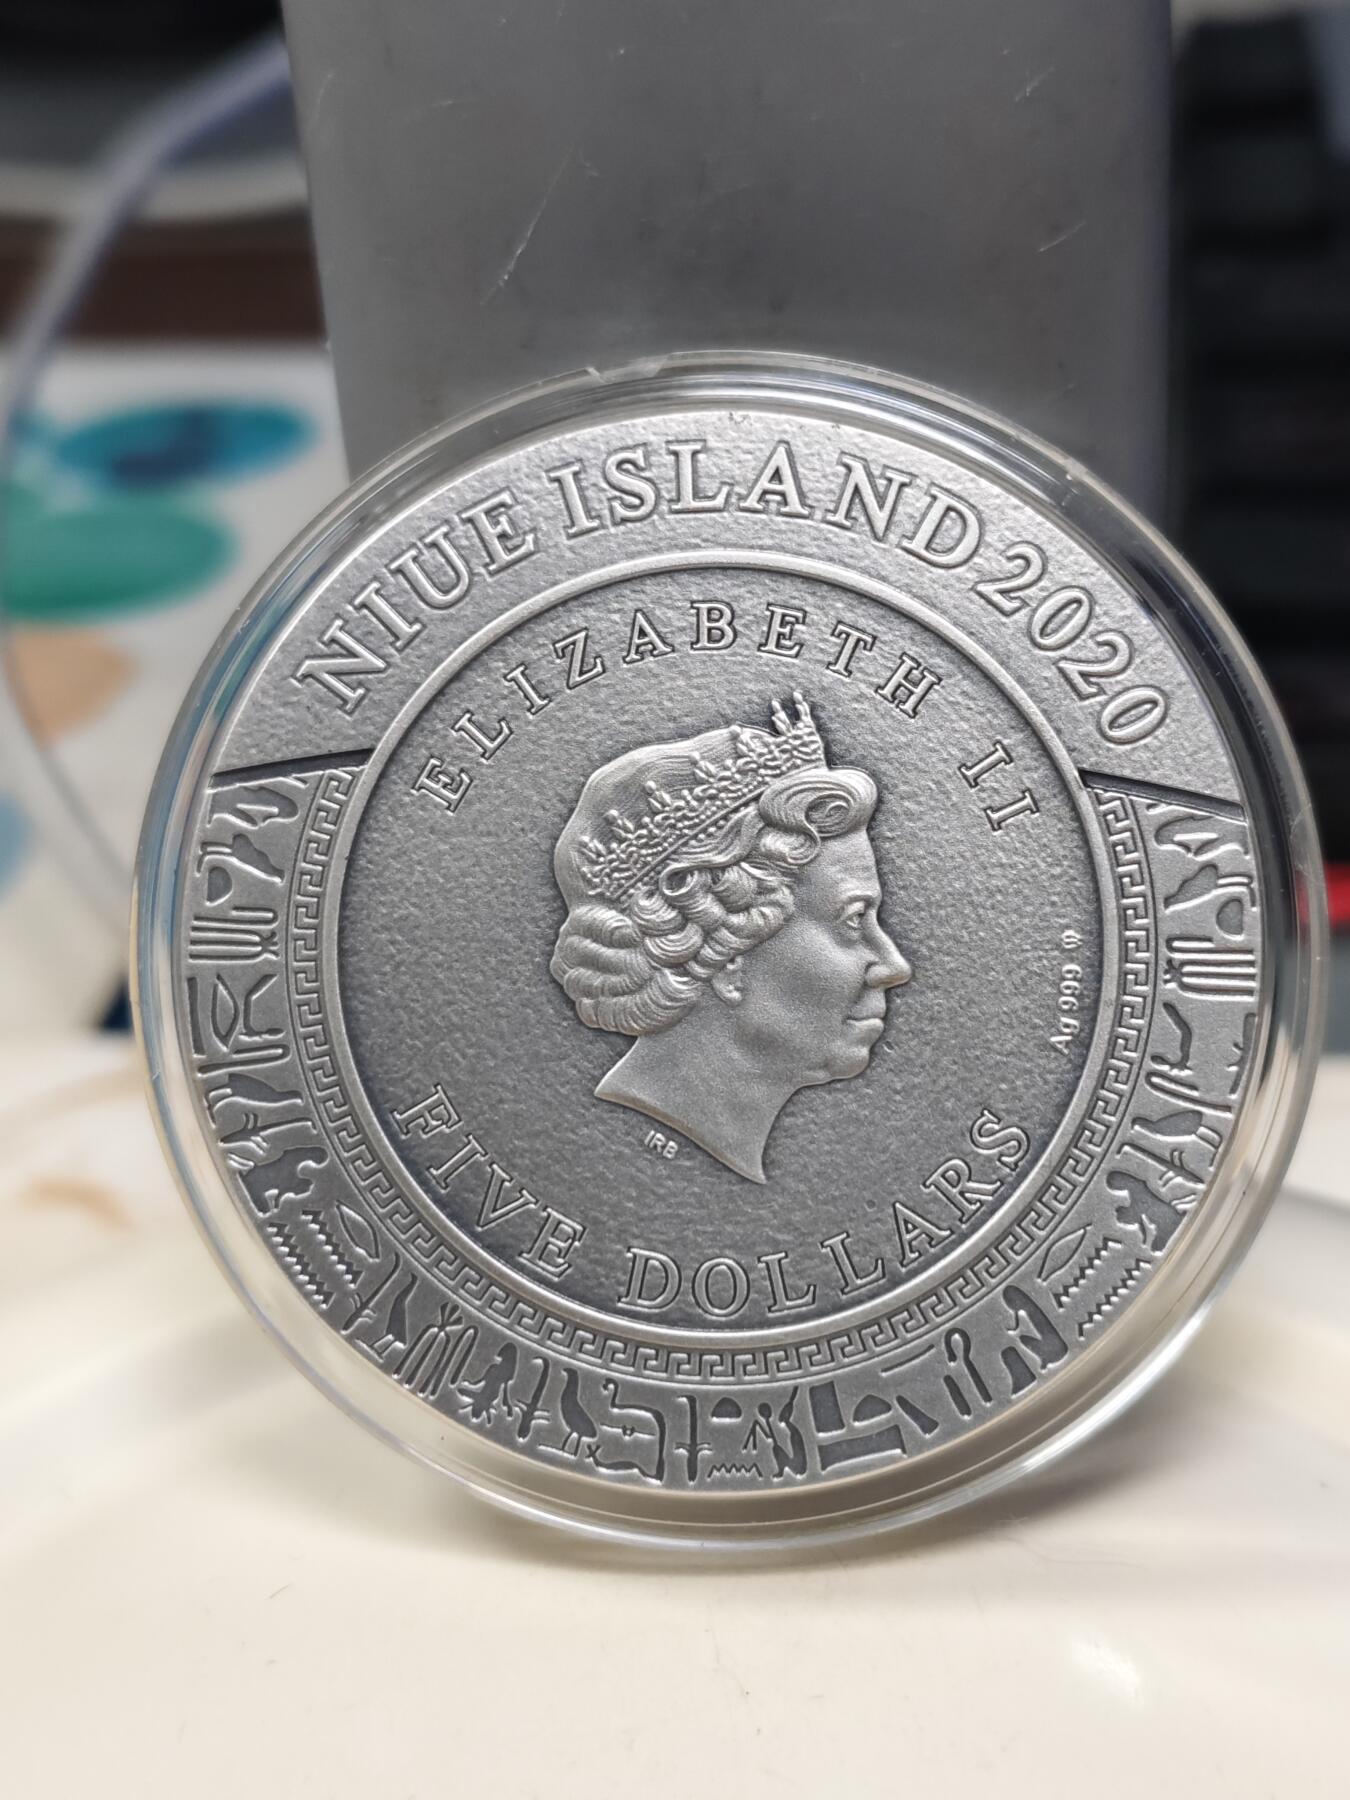 NIUE ISLAND 2020
ELIZABETH II
Ag 999
IRB
FIVE DOLLARS